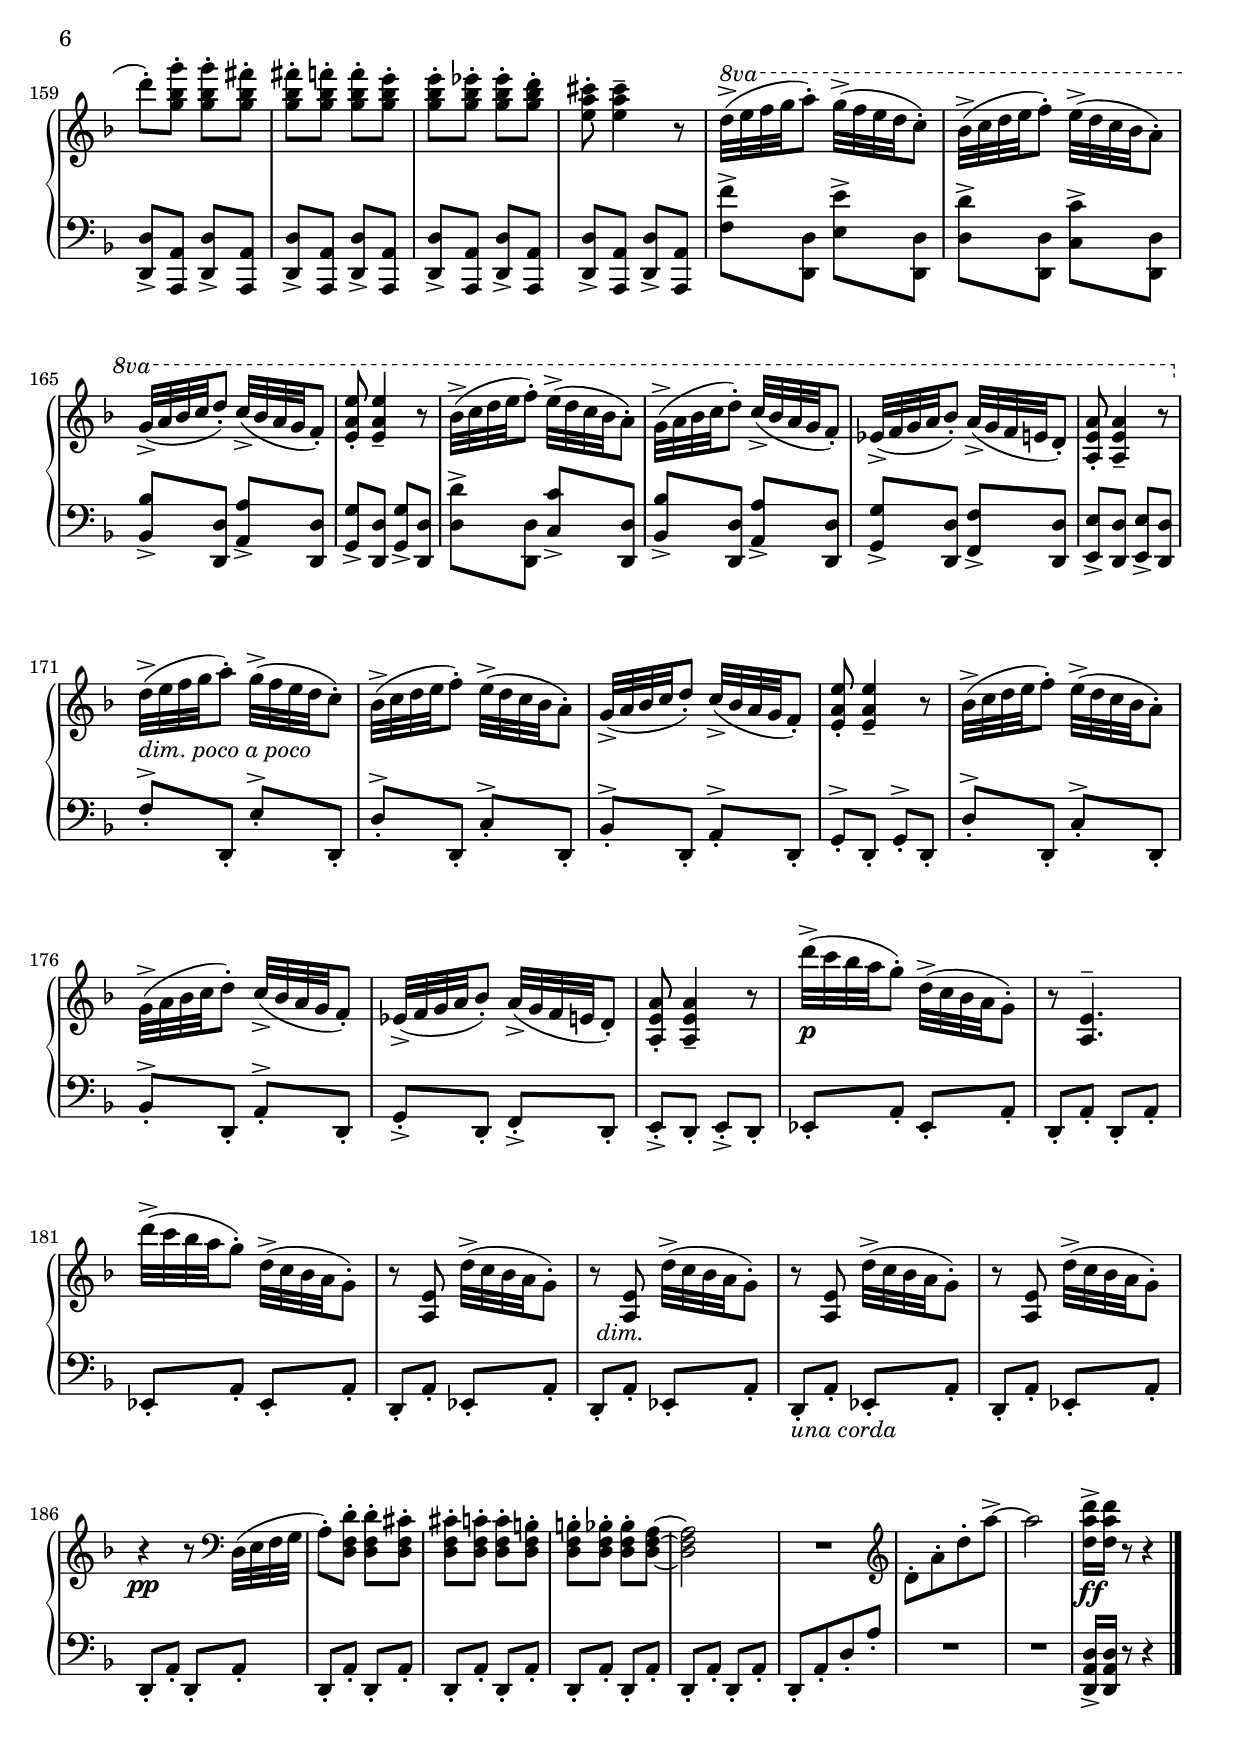 6
159
8va
165
8va
171
dim. poco a poco
176
p
181
dim.
una corda
186
pp
ff